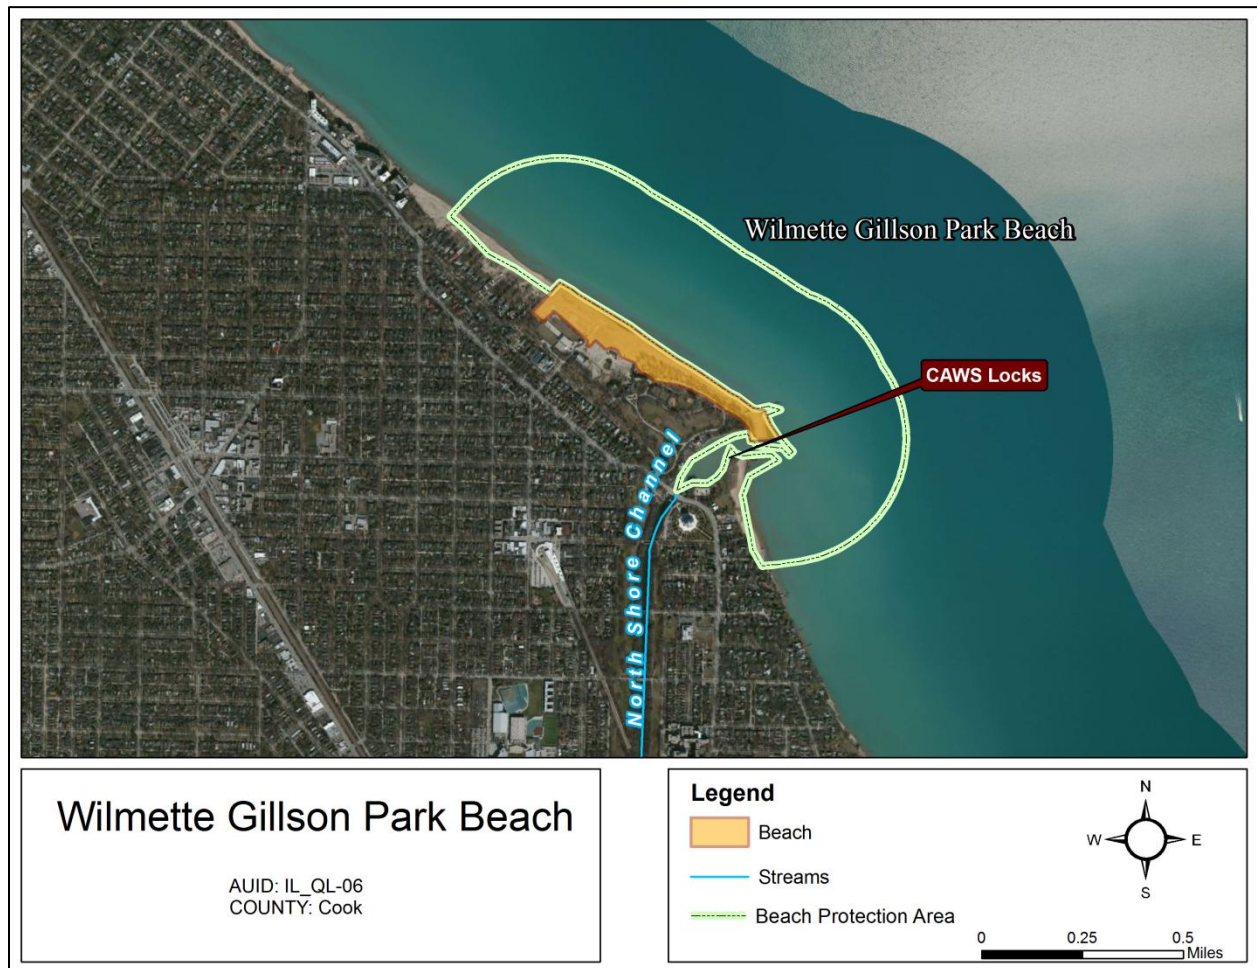 Wilmette Gillson Park Beach
CAWS Locks
North Shore Channel
Wilmette Gillson Park Beach
AUID: IL_QL-06
COUNTY: Cook
Legend
Beach
Streams
Beach Protection Area
N
W
E
S
0
0.25
0.5
Miles